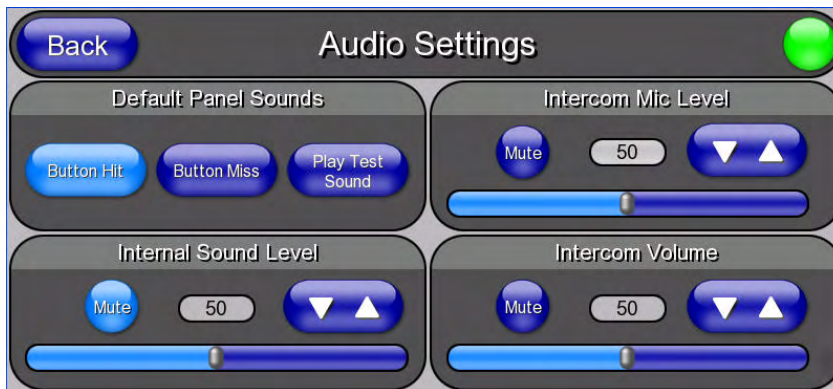 Back
Audio Settings
Default Panel Sounds
Button Hit
Button Miss
Play Test
Sound
Intercom Mic Level
Mute
50
Internal Sound Level
Mute
50
Intercom Volume
Mute
50